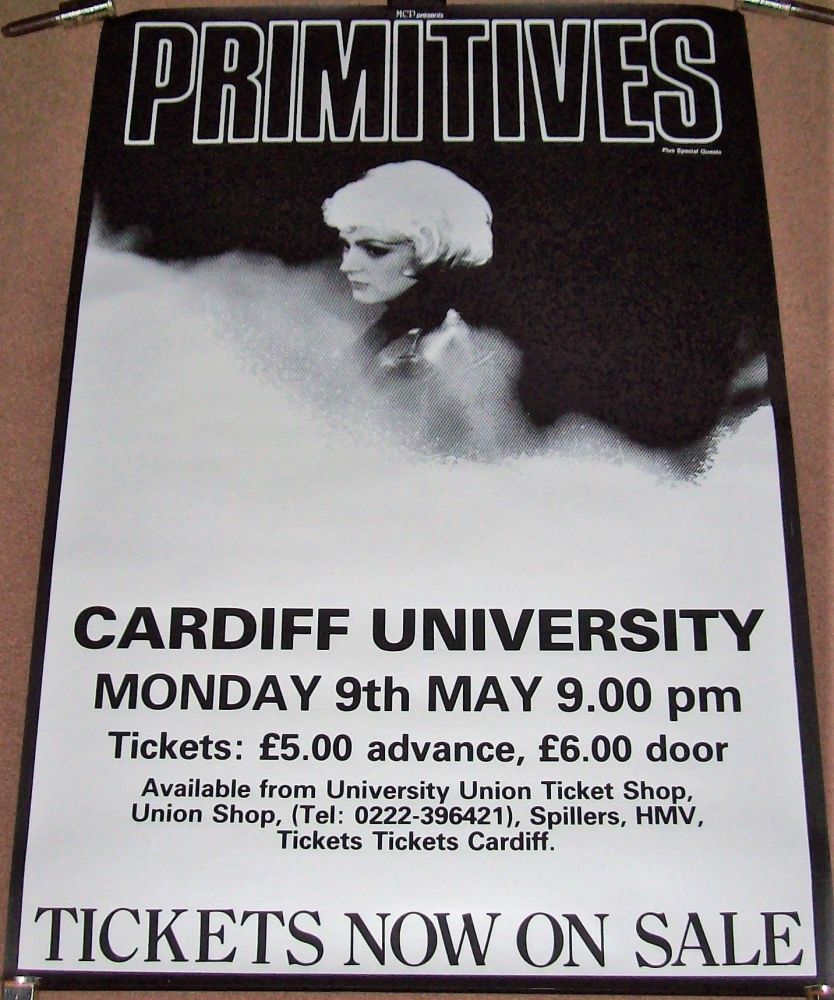 MCP presents
PRIMITIVES
Plus Special Guests
CARDIFF UNIVERSITY
MONDAY 9th MAY 9.00 pm
Tickets: £5.00 advance, £6.00 door
Available from University Union Ticket Shop,
Union Shop, (Tel: 0222-396421), Spillers, HMV,
Tickets Tickets Cardiff.
TICKETS NOW ON SALE